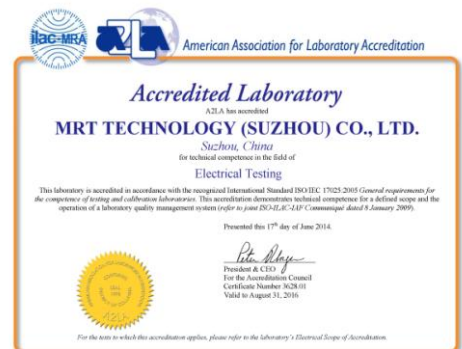 ilac-MRA
A2LA
American Association for Laboratory Accreditation
Accredited Laboratory
A2LA has accredited
MRT TECHNOLOGY (SUZHOU) CO., LTD.
Suzhou, China
for technical competence in the field of
Electrical Testing
This laboratory is accredited in accordance with the recognized International Standard ISO/IEC 17025:2005 General requirements for
the competence of testing and calibration laboratories. This accreditation demonstrates technical competence for a defined scope and the
operation of a laboratory quality management system (refer to joint ISO-ILAC-IAF Communiqué dated 8 January 2009).
Presented this 17th day of June 2014.
President & CEO
For the Accreditation Council
Certificate Number 3628.01
Valid to August 31, 2016
A2LA
For the tests to which this accreditation applies, please refer to the laboratory's Electrical Scope of Accreditation.